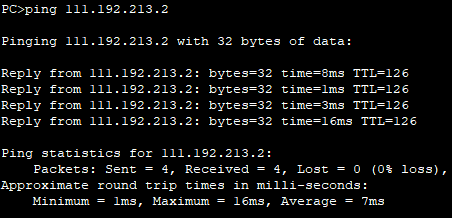 PC>ping 111.192.213.2
Pinging 111.192.213.2 with 32 bytes of data:
Reply from 111.192.213.2: bytes=32 time=8ms TTL=126
Reply from 111.192.213.2: bytes=32 time=1ms TTL=126
Reply from 111.192.213.2: bytes=32 time=3ms TTL=126
Reply from 111.192.213.2: bytes=32 time=16ms TTL=126
Ping statistics for 111.192.213.2:
Packets: Sent = 4, Received = 4, Lost = 0 (0% loss),
Approximate round trip times in milli-seconds:
Minimum = 1ms, Maximum = 16ms, Average = 7ms